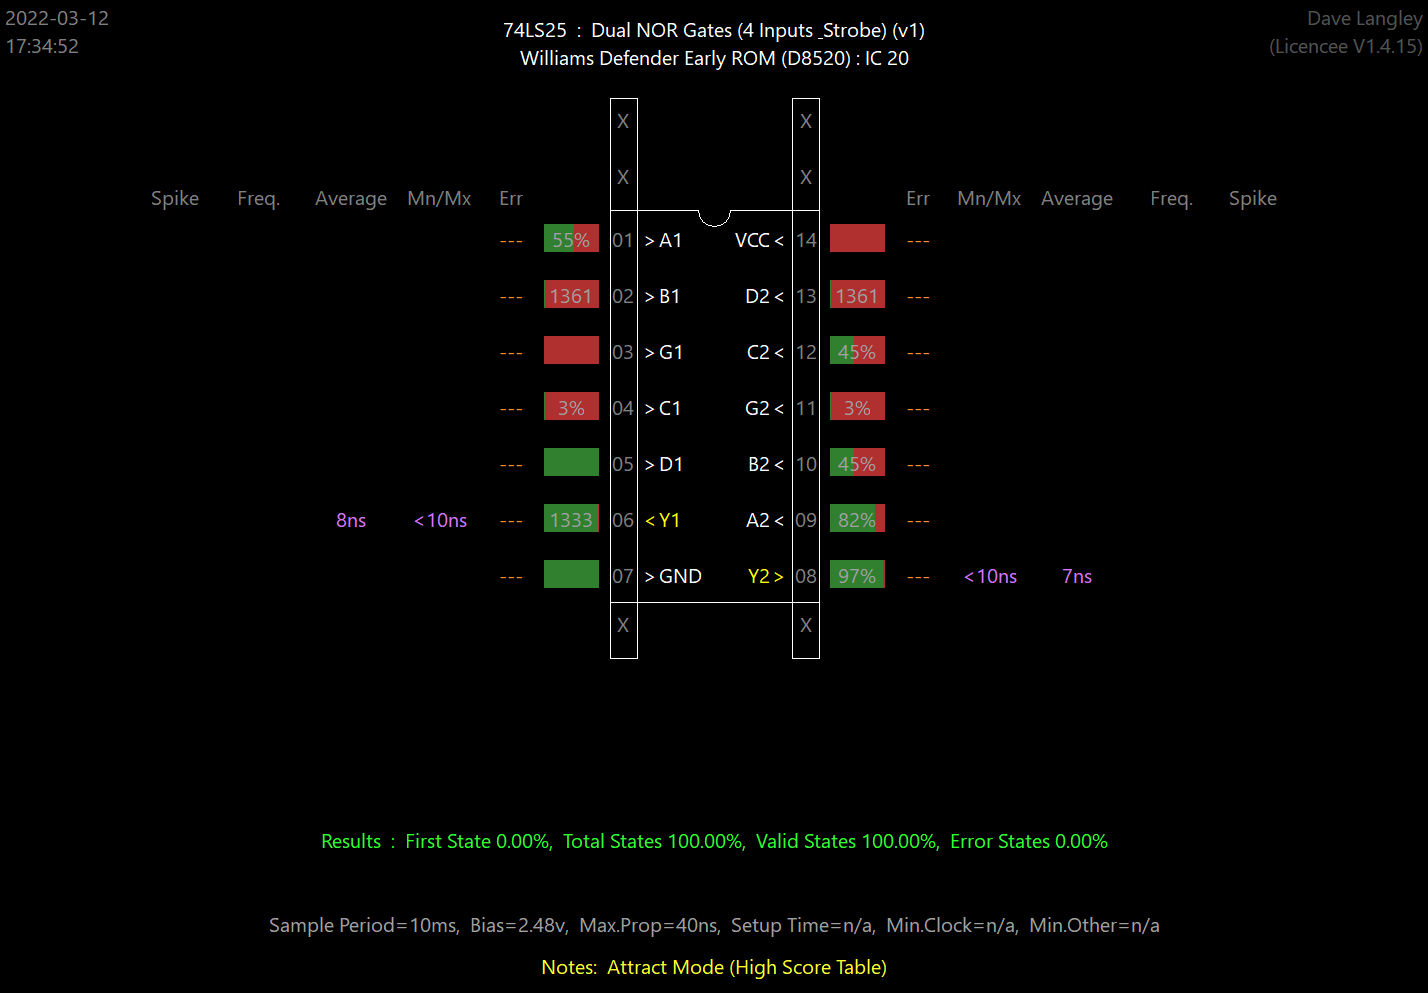 2022-03-12
17:34:52
74LS25  :  Dual NOR Gates (4 Inputs _Strobe) (v1)
Williams Defender Early ROM (D8520) : IC 20
Dave Langley
(Licencee V1.4.15)
X X
X X
Spike Freq. Average Mn/Mx Err Err Mn/Mx Average Freq. Spike
--- 55% 01 >A1 VCC< 14 ---
--- 1361 02 >B1 D2< 13 1361 ---
--- 03 >G1 C2< 12 45% ---
--- 3% 04 >C1 G2< 11 3% ---
--- 05 >D1 B2< 10 45% ---
8ns <10ns --- 1333 06 <Y1 A2< 09 82% ---
--- 07 >GND Y2> 08 97% --- <10ns 7ns
X X
Results  :  First State 0.00%,  Total States 100.00%,  Valid States 100.00%,  Error States 0.00%
Sample Period=10ms,  Bias=2.48v,  Max.Prop=40ns,  Setup Time=n/a,  Min.Clock=n/a,  Min.Other=n/a
Notes:  Attract Mode (High Score Table)